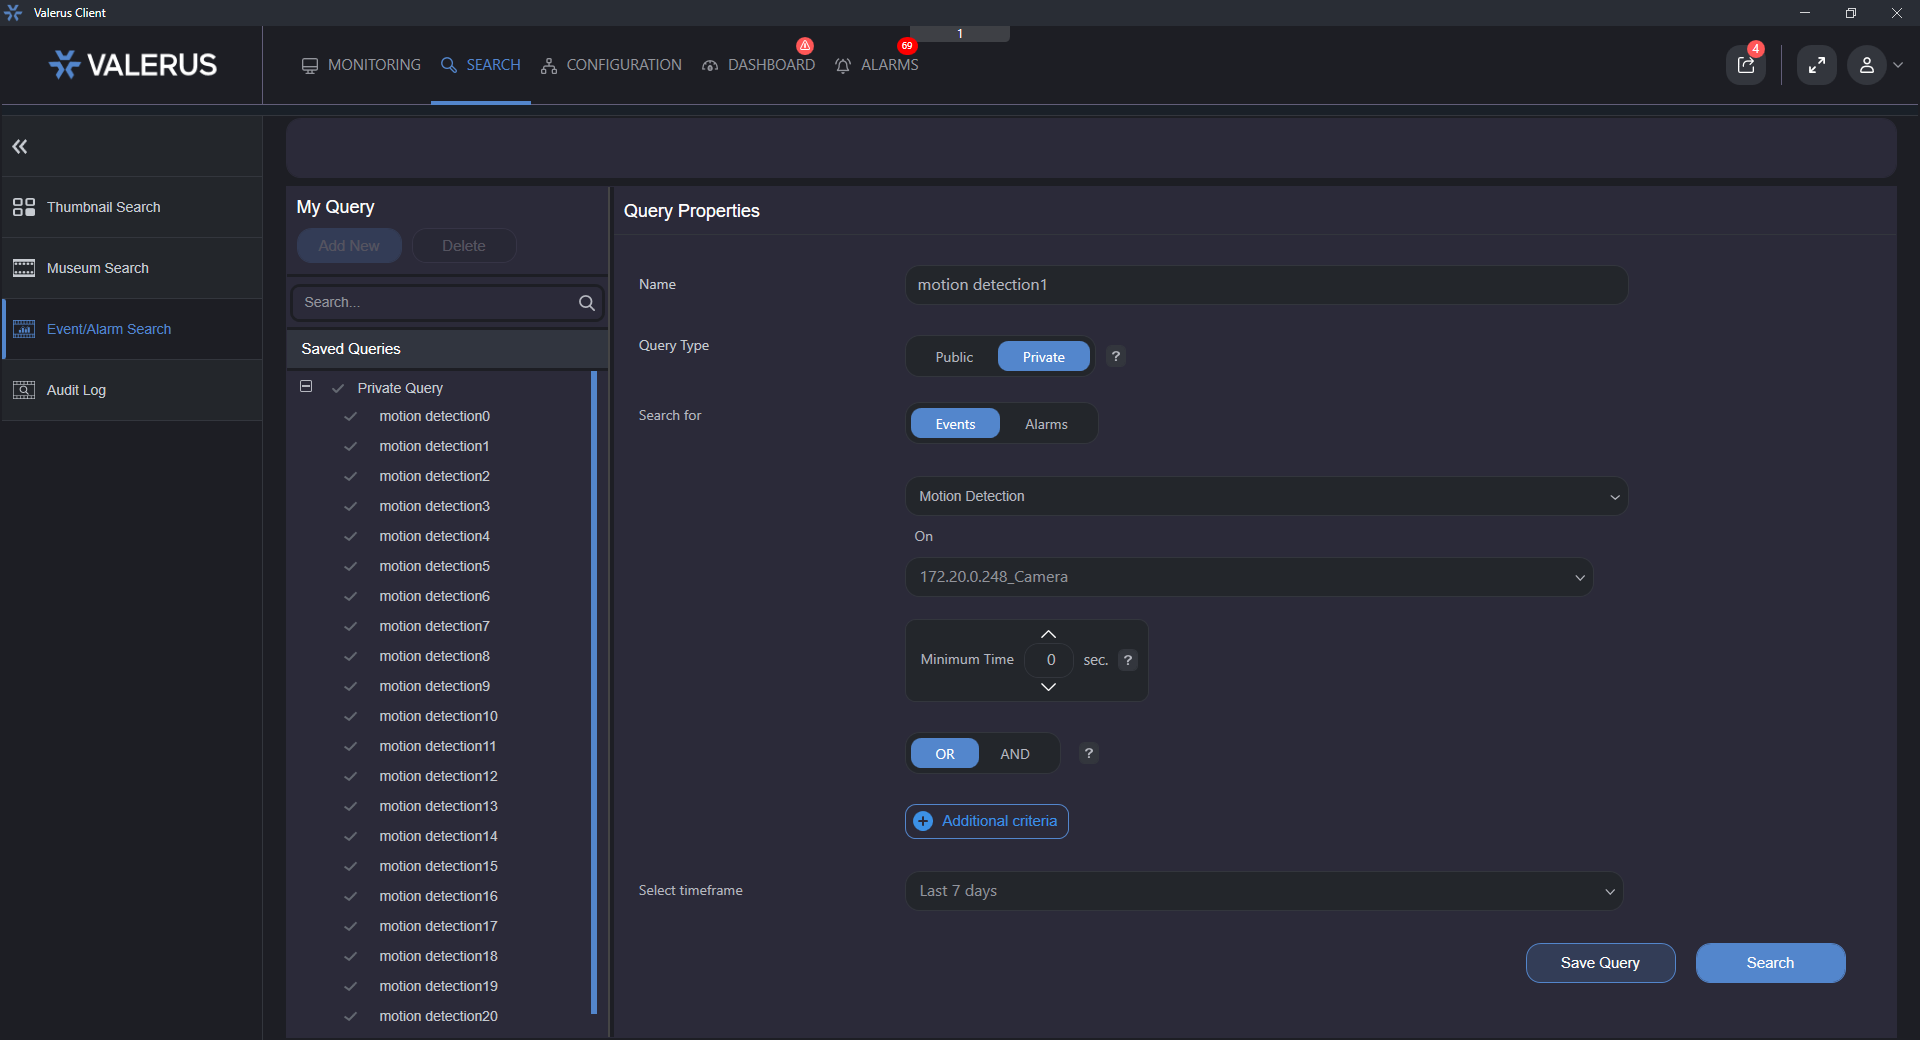 Valerus Client
1
VALERUS
MONITORING
SEARCH
CONFIGURATION
DASHBOARD
ALARMS
69
4
Thumbnail Search
Museum Search
Event/Alarm Search
Audit Log
My Query
Add New
Delete
Search...
Saved Queries
Private Query
motion detection0
motion detection1
motion detection2
motion detection3
motion detection4
motion detection5
motion detection6
motion detection7
motion detection8
motion detection9
motion detection10
motion detection11
motion detection12
motion detection13
motion detection14
motion detection15
motion detection16
motion detection17
motion detection18
motion detection19
motion detection20
Query Properties
Name
motion detection1
Query Type
Public
Private
?
Search for
Events
Alarms
Motion Detection
On
172.20.0.248_Camera
Minimum Time 0 sec. ?
OR
AND
?
Additional criteria
Select timeframe
Last 7 days
Save Query
Search